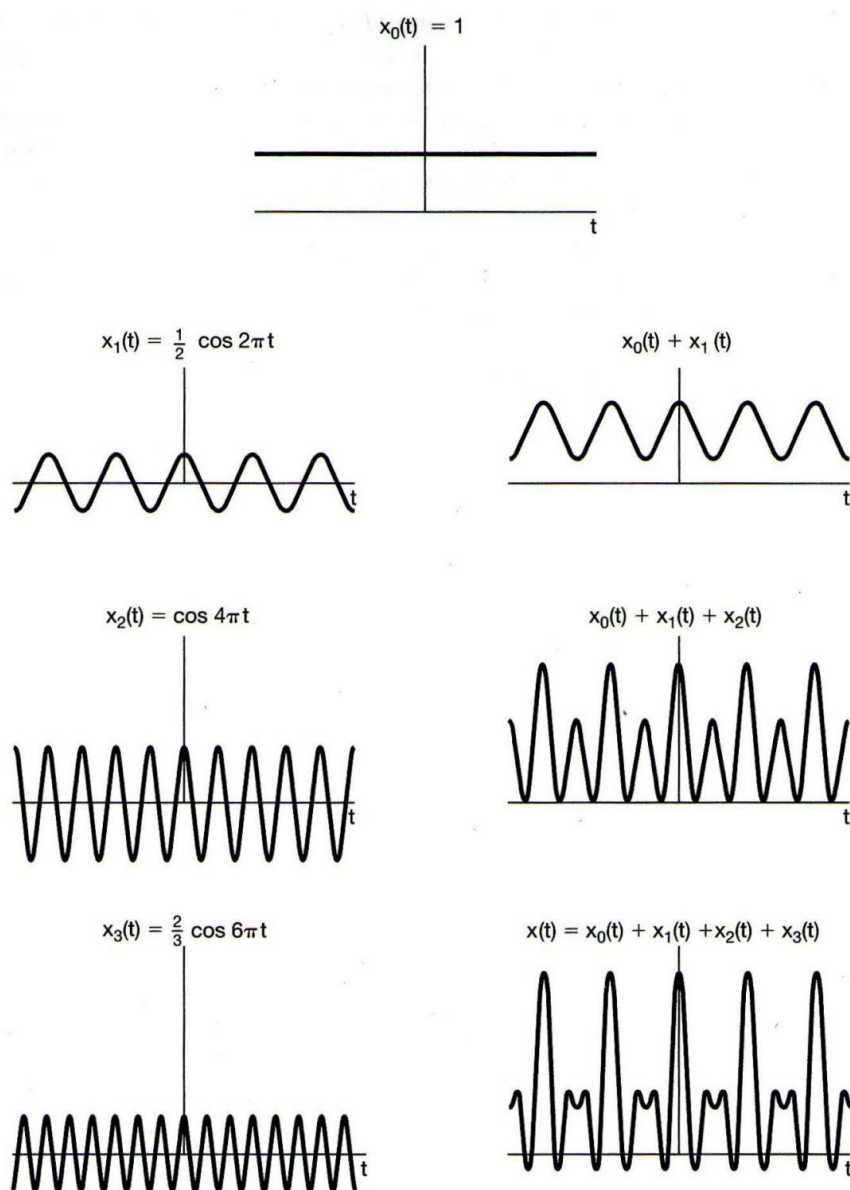 x₀(t) = 1
t
x₁(t) = 1/2 cos 2πt
x₀(t) + x₁ (t)
t
t
x₂(t) = cos 4πt
x₀(t) + x₁(t) + x₂(t)
t
t
x₃(t) = 2/3 cos 6πt
x(t) = x₀(t) + x₁(t) +x₂(t) + x₃(t)
t
t